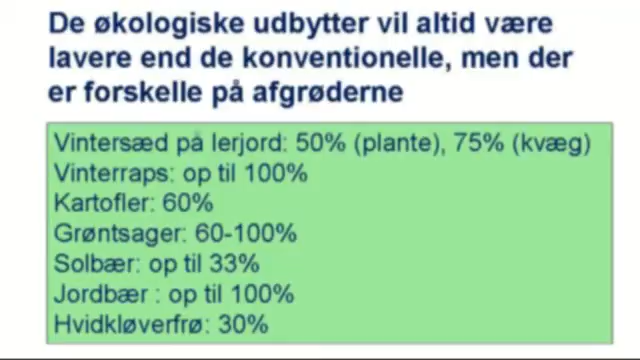 De økologiske udbytter vil altid være
lavere end de konventionelle, men der
er forskelle på afgrøderne
Vintersæd på lerjord: 50% (plante), 75% (kvæg)
Vinterraps: op til 100%
Kartofler: 60%
Grøntsager: 60-100%
Solbær: op til 33%
Jordbær : op til 100%
Hvidkløverfrø: 30%